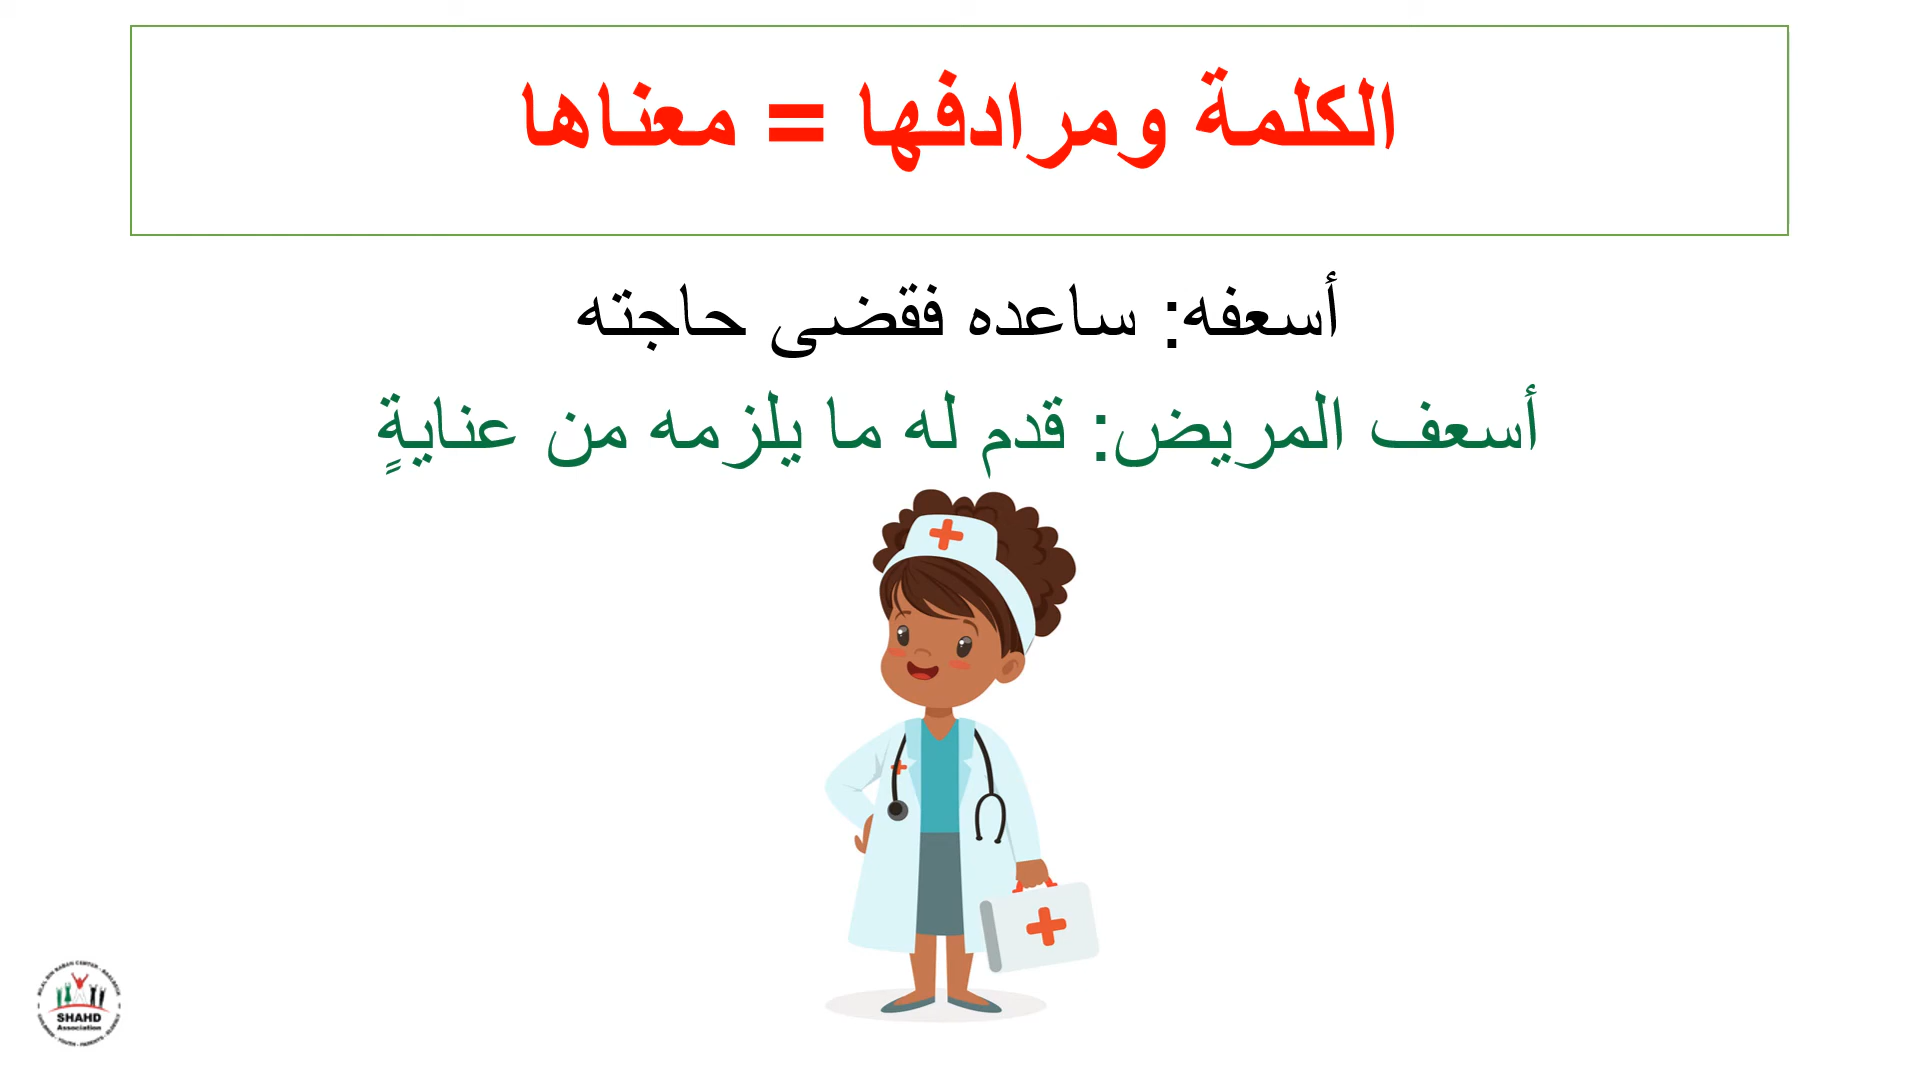 الكلمة ومرادفها = معناها
أسعفه: ساعده فقضى حاجته
أسعف المريض: قدم له ما يلزمه من عنايةٍ
SHAHD
Association